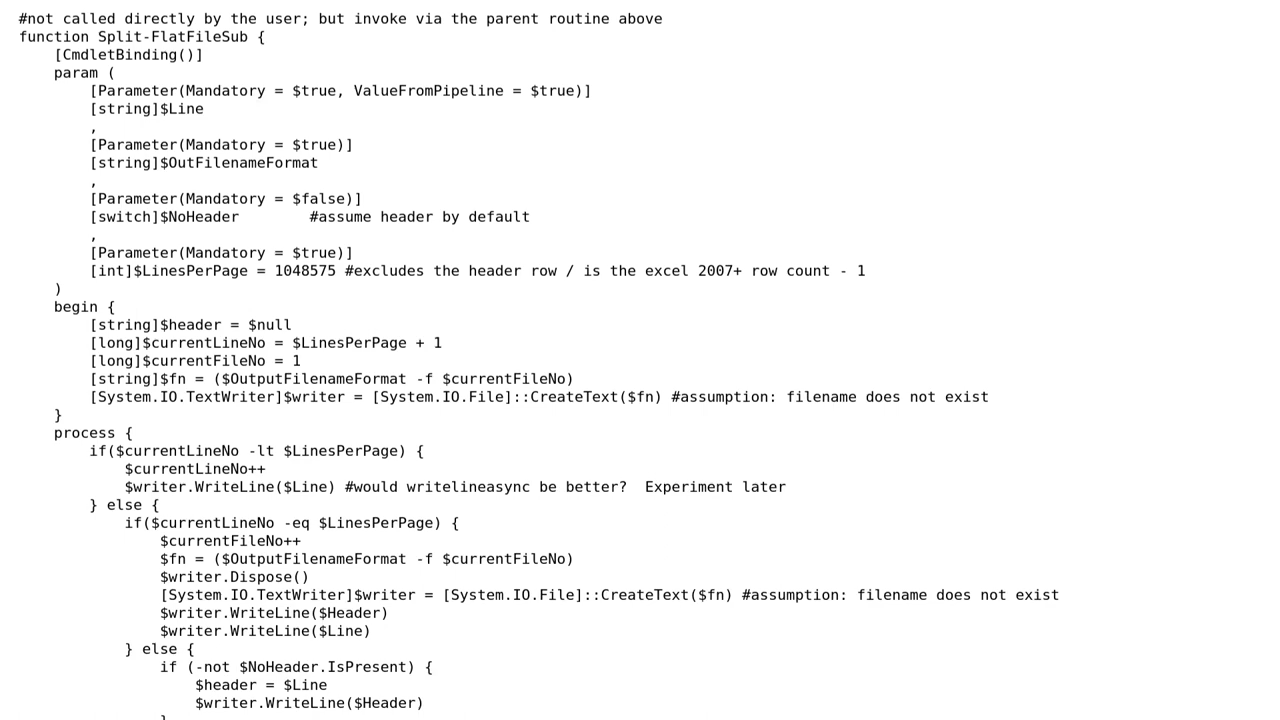 #not called directly by the user; but invoke via the parent routine above
function Split-FlatFileSub {
    [CmdletBinding()]
    param (
        [Parameter(Mandatory = $true, ValueFromPipeline = $true)]
        [string]$Line
        ,
        [Parameter(Mandatory = $true)]
        [string]$OutFilenameFormat
        ,
        [Parameter(Mandatory = $false)]
        [switch]$NoHeader        #assume header by default
        ,
        [Parameter(Mandatory = $true)]
        [int]$LinesPerPage = 1048575 #excludes the header row / is the excel 2007+ row count - 1
    )
    begin {
        [string]$header = $null
        [long]$currentLineNo = $LinesPerPage + 1
        [long]$currentFileNo = 1
        [string]$fn = ($OutputFilenameFormat -f $currentFileNo)
        [System.IO.TextWriter]$writer = [System.IO.File]::CreateText($fn) #assumption: filename does not exist
    }
    process {
        if($currentLineNo -lt $LinesPerPage) {
            $currentLineNo++
            $writer.WriteLine($Line) #would writelineasync be better?  Experiment later
        } else {
            if($currentLineNo -eq $LinesPerPage) {
                $currentFileNo++
                $fn = ($OutputFilenameFormat -f $currentFileNo)
                $writer.Dispose()
                [System.IO.TextWriter]$writer = [System.IO.File]::CreateText($fn) #assumption: filename does not exist
                $writer.WriteLine($Header)
                $writer.WriteLine($Line)
            } else {
                if (-not $NoHeader.IsPresent) {
                    $header = $Line
                    $writer.WriteLine($Header)
                }